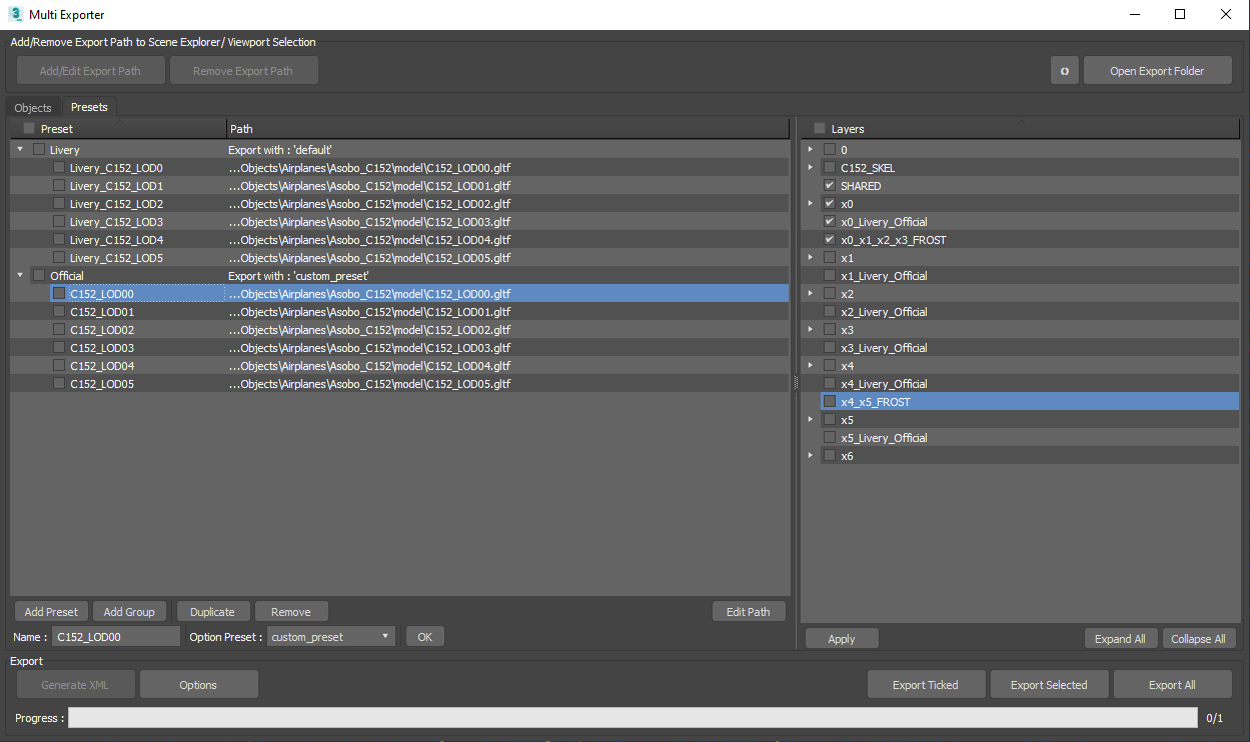 Multi Exporter
Add/Remove Export Path to Scene Explorer/ Viewport Selection
Add/Edit Export Path Remove Export Path Open Export Folder
Objects Presets
Preset Path Layers
Livery Export with : 'default' 0
Livery_C152_LOD0 ...Objects\Airplanes\Asobo_C152\model\C152_LOD00.gltf C152_SKEL
Livery_C152_LOD1 ...Objects\Airplanes\Asobo_C152\model\C152_LOD01.gltf SHARED
Livery_C152_LOD2 ...Objects\Airplanes\Asobo_C152\model\C152_LOD02.gltf x0
Livery_C152_LOD3 ...Objects\Airplanes\Asobo_C152\model\C152_LOD03.gltf x0_Livery_Official
Livery_C152_LOD4 ...Objects\Airplanes\Asobo_C152\model\C152_LOD04.gltf x0_x1_x2_x3_FROST
Livery_C152_LOD5 ...Objects\Airplanes\Asobo_C152\model\C152_LOD05.gltf x1
Official Export with : 'custom_preset' x1_Livery_Official
C152_LOD00 ...Objects\Airplanes\Asobo_C152\model\C152_LOD00.gltf x2
C152_LOD01 ...Objects\Airplanes\Asobo_C152\model\C152_LOD01.gltf x2_Livery_Official
C152_LOD02 ...Objects\Airplanes\Asobo_C152\model\C152_LOD02.gltf x3
C152_LOD03 ...Objects\Airplanes\Asobo_C152\model\C152_LOD03.gltf x3_Livery_Official
C152_LOD04 ...Objects\Airplanes\Asobo_C152\model\C152_LOD04.gltf x4
C152_LOD05 ...Objects\Airplanes\Asobo_C152\model\C152_LOD05.gltf x4_Livery_Official
x4_x5_FROST
x5
x5_Livery_Official
x6
Add Preset Add Group Duplicate Remove Edit Path
Name : C152_LOD00 Option Preset : custom_preset OK Apply Expand All Collapse All
Export
Generate XML Options Export Ticked Export Selected Export All
Progress : 0/1